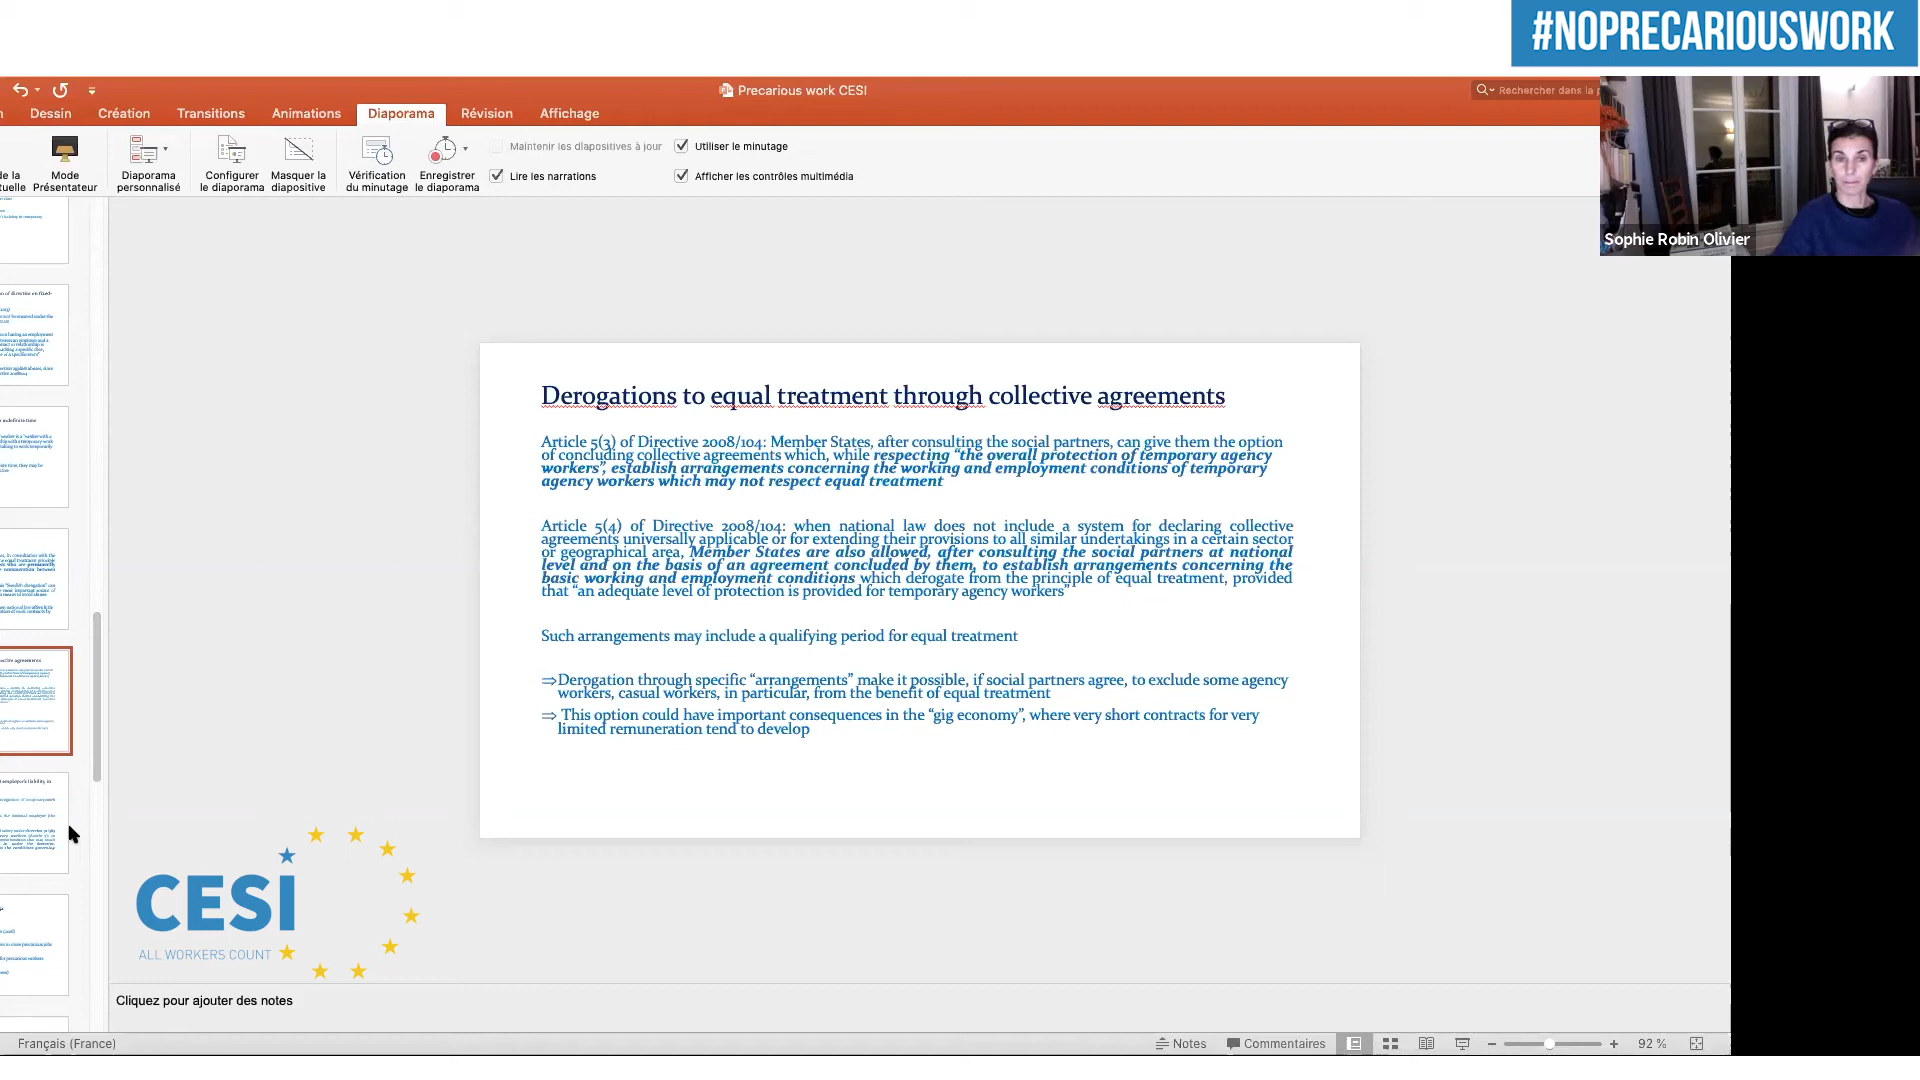 #NOPRECARIOUSWORK
Precarious work CESI
Rechercher dans la
Dessin
Création
Transitions
Animations
Diaporama
Révision
Affichage
Mode
Présentateur
Diaporama
personnalisé
Configurer
le diaporama
Masquer la
diapositive
Vérification
du minutage
Enregistrer
le diaporama
Maintenir les diapositives à jour
Lire les narrations
Utiliser le minutage
Afficher les contrôles multimédia
Sophie Robin Olivier
Derogations to equal treatment through collective agreements
Article 5(3) of Directive 2008/104: Member States, after consulting the social partners, can give them the option
of concluding collective agreements which, while respecting “the overall protection of temporary agency
workers”, establish arrangements concerning the working and employment conditions of temporary
agency workers which may not respect equal treatment
Article 5(4) of Directive 2008/104: when national law does not include a system for declaring collective
agreements universally applicable or for extending their provisions to all similar undertakings in a certain sector
or geographical area, Member States are also allowed, after consulting the social partners at national
level and on the basis of an agreement concluded by them, to establish arrangements concerning the
basic working and employment conditions which derogate from the principle of equal treatment, provided
that “an adequate level of protection is provided for temporary agency workers”
Such arrangements may include a qualifying period for equal treatment
⇒Derogation through specific “arrangements” make it possible, if social partners agree, to exclude some agency
workers, casual workers, in particular, from the benefit of equal treatment
⇒ This option could have important consequences in the “gig economy”, where very short contracts for very
limited remuneration tend to develop
CESI
ALL WORKERS COUNT
Cliquez pour ajouter des notes
Français (France)
Notes
Commentaires
92 %